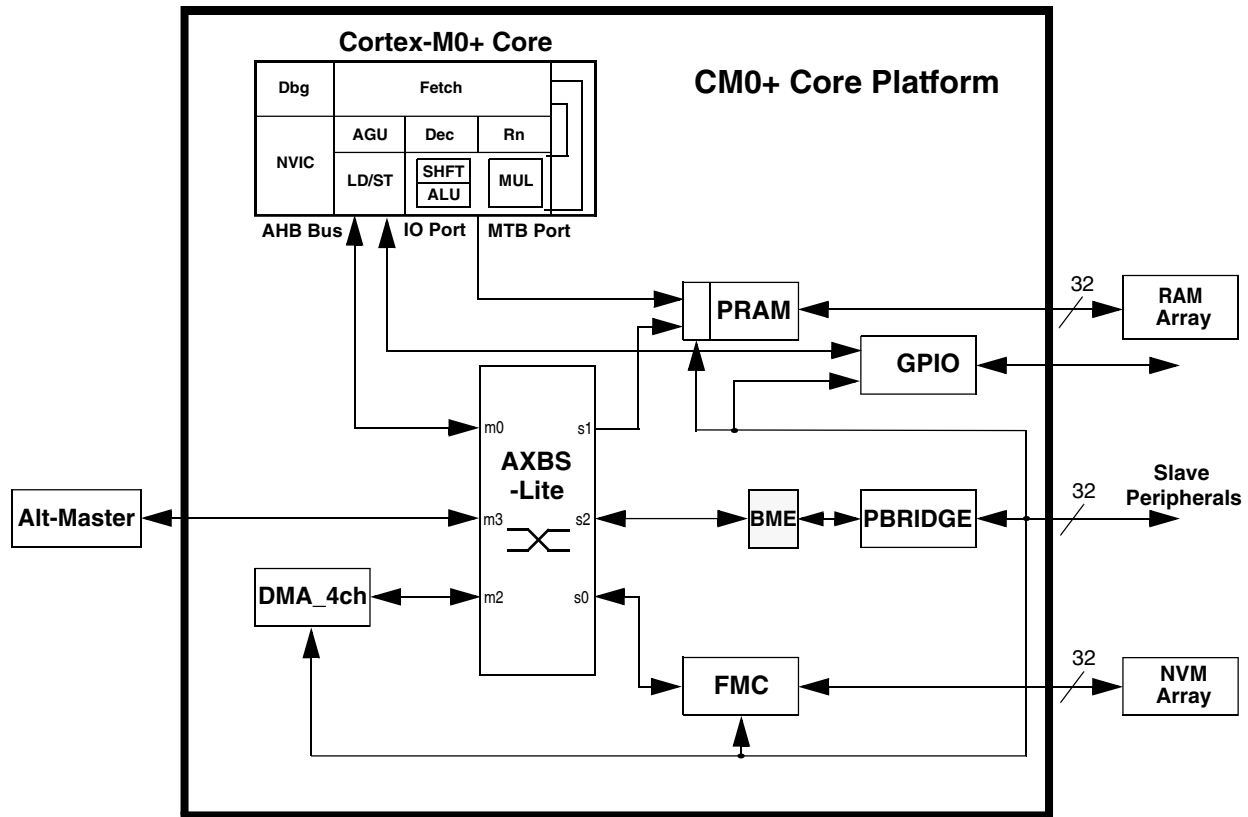 Cortex-M0+ Core
CM0+ Core Platform
Dbg
Fetch
AGU
Dec
Rn
NVIC
LD/ST
SHFT
ALU
MUL
AHB Bus
IO Port
MTB Port
32
PRAM
RAM
Array
GPIO
m0
s1
AXBS
-Lite
Slave
Peripherals
32
Alt-Master
m3
s2
BME
PBRIDGE
DMA_4ch
m2
s0
32
FMC
NVM
Array